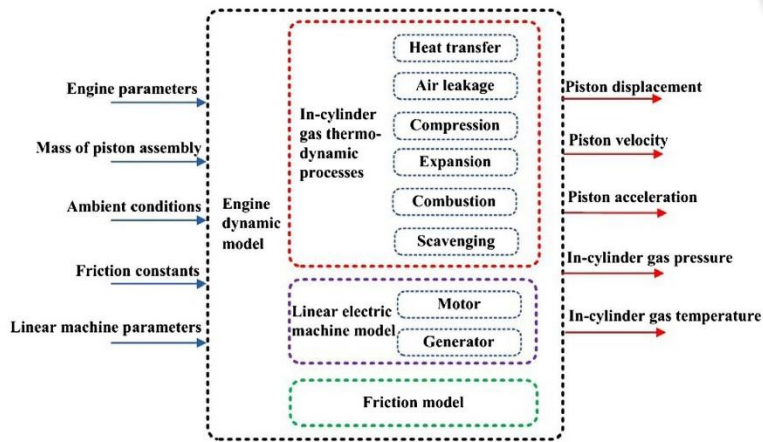 Engine parameters
Mass of piston assembly
Ambient conditions
Friction constants
Linear machine parameters
Engine
dynamic
model
In-cylinder
gas thermo-
dynamic
processes
Heat transfer
Air leakage
Compression
Expansion
Combustion
Scavenging
Linear electric
machine model
Motor
Generator
Friction model
Piston displacement
Piston velocity
Piston acceleration
In-cylinder gas pressure
In-cylinder gas temperature